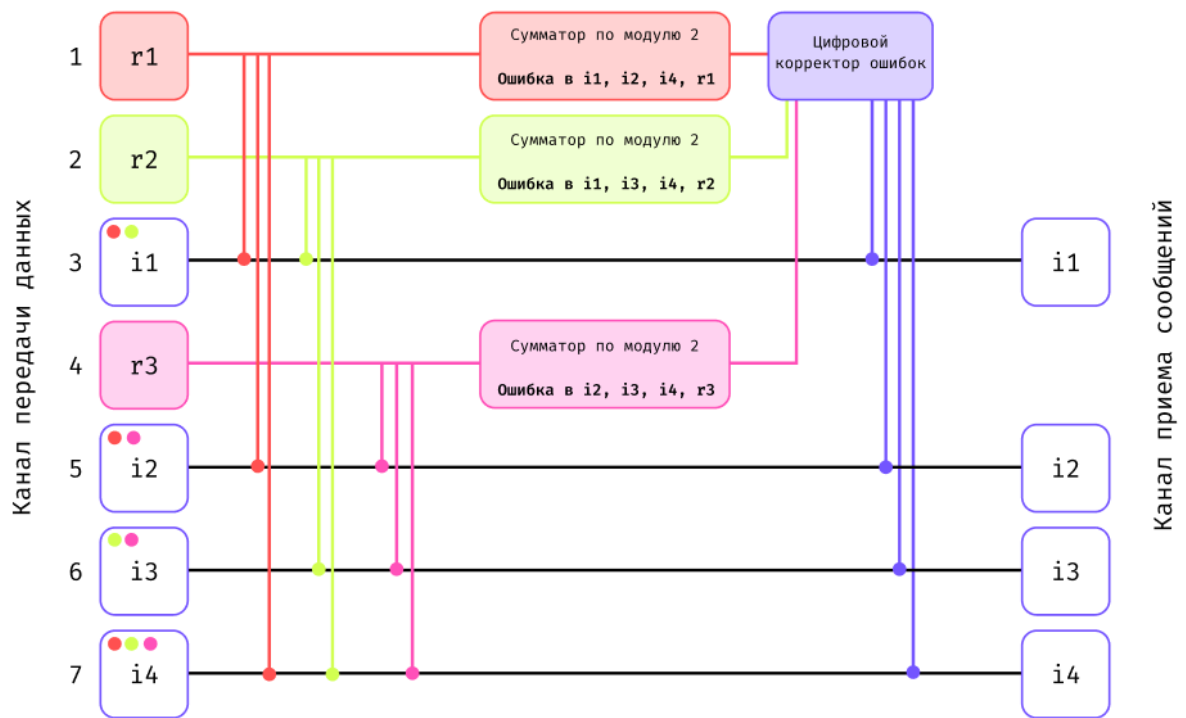 Канал передачи данных
1
r1
Сумматор по модулю 2
Ошибка в i1, i2, i4, r1
Цифровой
корректор ошибок
2
r2
Сумматор по модулю 2
Ошибка в i1, i3, i4, r2
3
i1
i1
4
r3
Сумматор по модулю 2
Ошибка в i2, i3, i4, r3
5
i2
i2
6
i3
i3
7
i4
i4
Канал приема сообщений